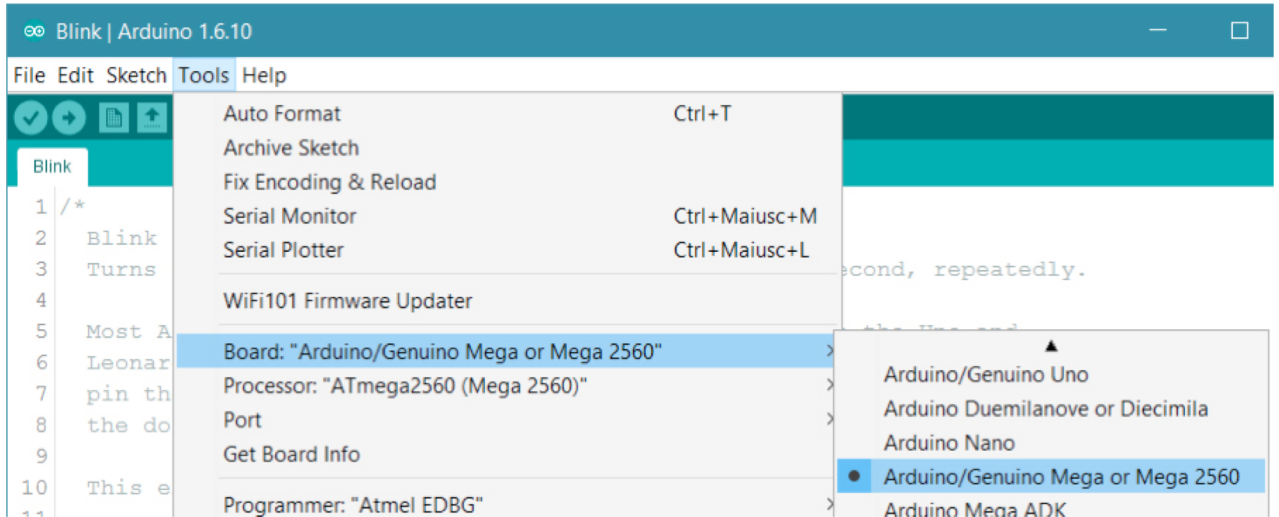 Blink | Arduino 1.6.10
File Edit Sketch Tools Help
Blink
Auto Format Ctrl+T
Archive Sketch
Fix Encoding & Reload
Serial Monitor Ctrl+Maiusc+M
Serial Plotter Ctrl+Maiusc+L
WiFi101 Firmware Updater
Board: "Arduino/Genuino Mega or Mega 2560"
Processor: "ATmega2560 (Mega 2560)"
Port
Get Board Info
Programmer: "Atmel EDBG"
Arduino/Genuino Uno
Arduino Duemilanove or Diecimila
Arduino Nano
Arduino/Genuino Mega or Mega 2560
Arduino Mega ADK
1 /*
2 Blink
3 Turns econd, repeatedly.
4
5 Most A
6 Leonar
7 pin th
8 the do
9
10 This e